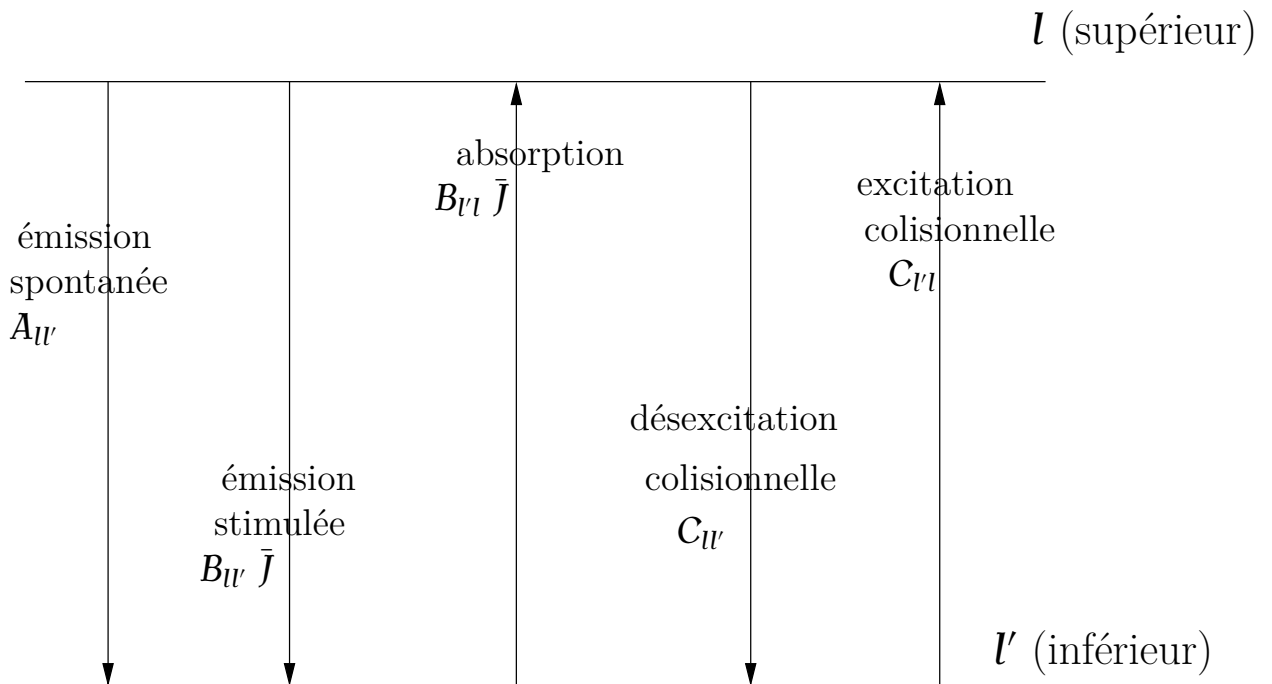 l (supérieur)
émission
spontanée
A_{ll'}
émission
stimulée
B_{ll'} J̄
absorption
B_{l'l} J̄
désexcitation
colisionnelle
C_{ll'}
excitation
colisionnelle
C_{l'l}
l' (inférieur)